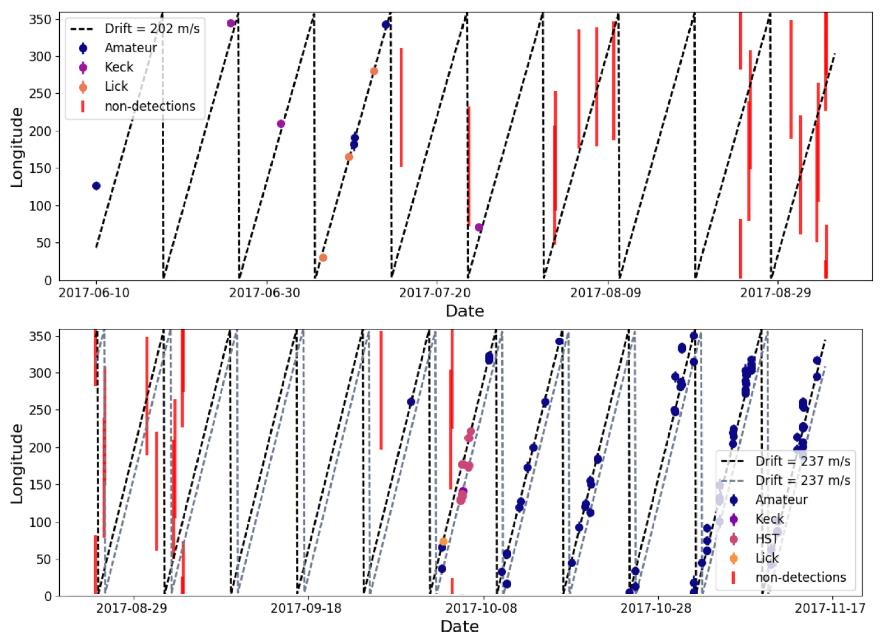 350
300
250
200
150
100
50
0
Longitude
Drift = 202 m/s
Amateur
Keck
Lick
non-detections
2017-06-10 2017-06-30 2017-07-20 2017-08-09 2017-08-29
Date
350
300
250
200
150
100
50
0
Longitude
Drift = 237 m/s
Drift = 237 m/s
Amateur
Keck
HST
Lick
non-detections
2017-08-29 2017-09-18 2017-10-08 2017-10-28 2017-11-17
Date